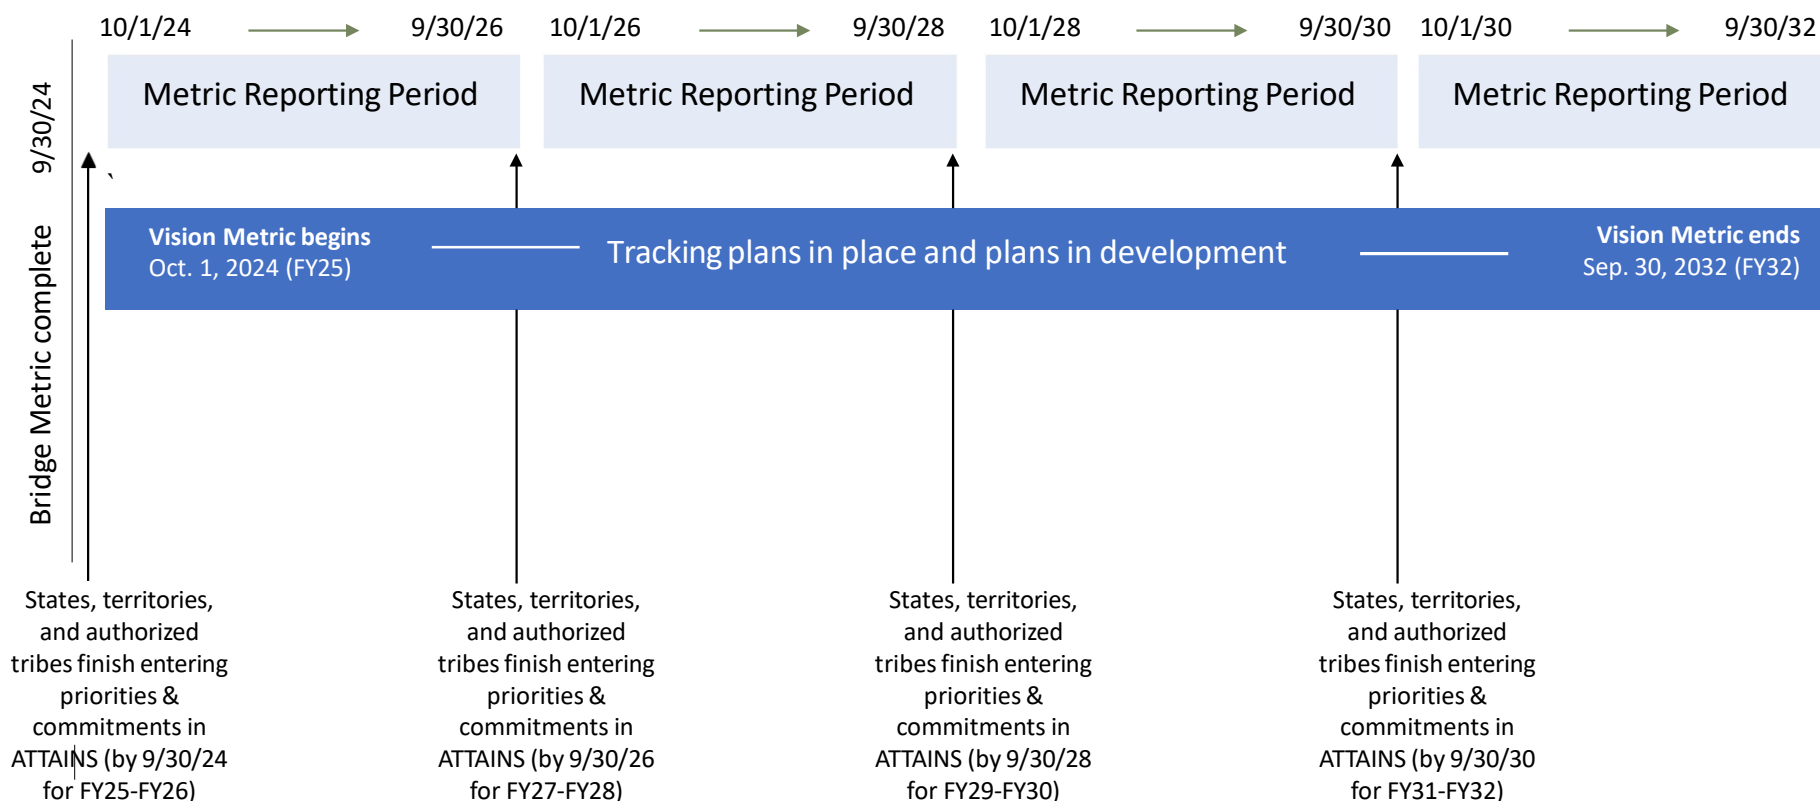 10/1/24 9/30/26 10/1/26 9/30/28 10/1/28 9/30/30 10/1/30 9/30/32
Metric Reporting Period
Metric Reporting Period
Metric Reporting Period
Metric Reporting Period
Bridge Metric complete 9/30/24
`
Vision Metric begins
Oct. 1, 2024 (FY25)
Tracking plans in place and plans in development
Vision Metric ends
Sep. 30, 2032 (FY32)
States, territories,
and authorized
tribes finish entering
priorities &
commitments in
ATTAINS (by 9/30/24
for FY25-FY26)
States, territories,
and authorized
tribes finish entering
priorities &
commitments in
ATTAINS (by 9/30/26
for FY27-FY28)
States, territories,
and authorized
tribes finish entering
priorities &
commitments in
ATTAINS (by 9/30/28
for FY29-FY30)
States, territories,
and authorized
tribes finish entering
priorities &
commitments in
ATTAINS (by 9/30/30
for FY31-FY32)